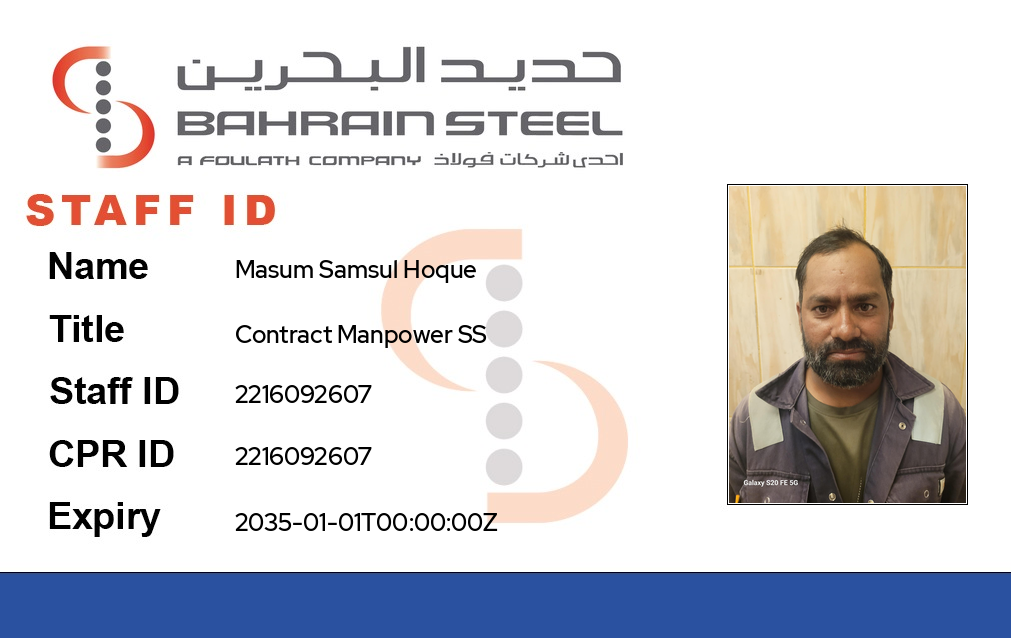 حديد البحرين
BAHRAIN STEEL
A FOULATH COMPANY احدى شركات فولاذ
STAFF ID
Name Masum Samsul Hoque
Title Contract Manpower SS
Staff ID 2216092607
CPR ID 2216092607
Expiry 2035-01-01T00:00:00Z
Galaxy S20 FE 5G